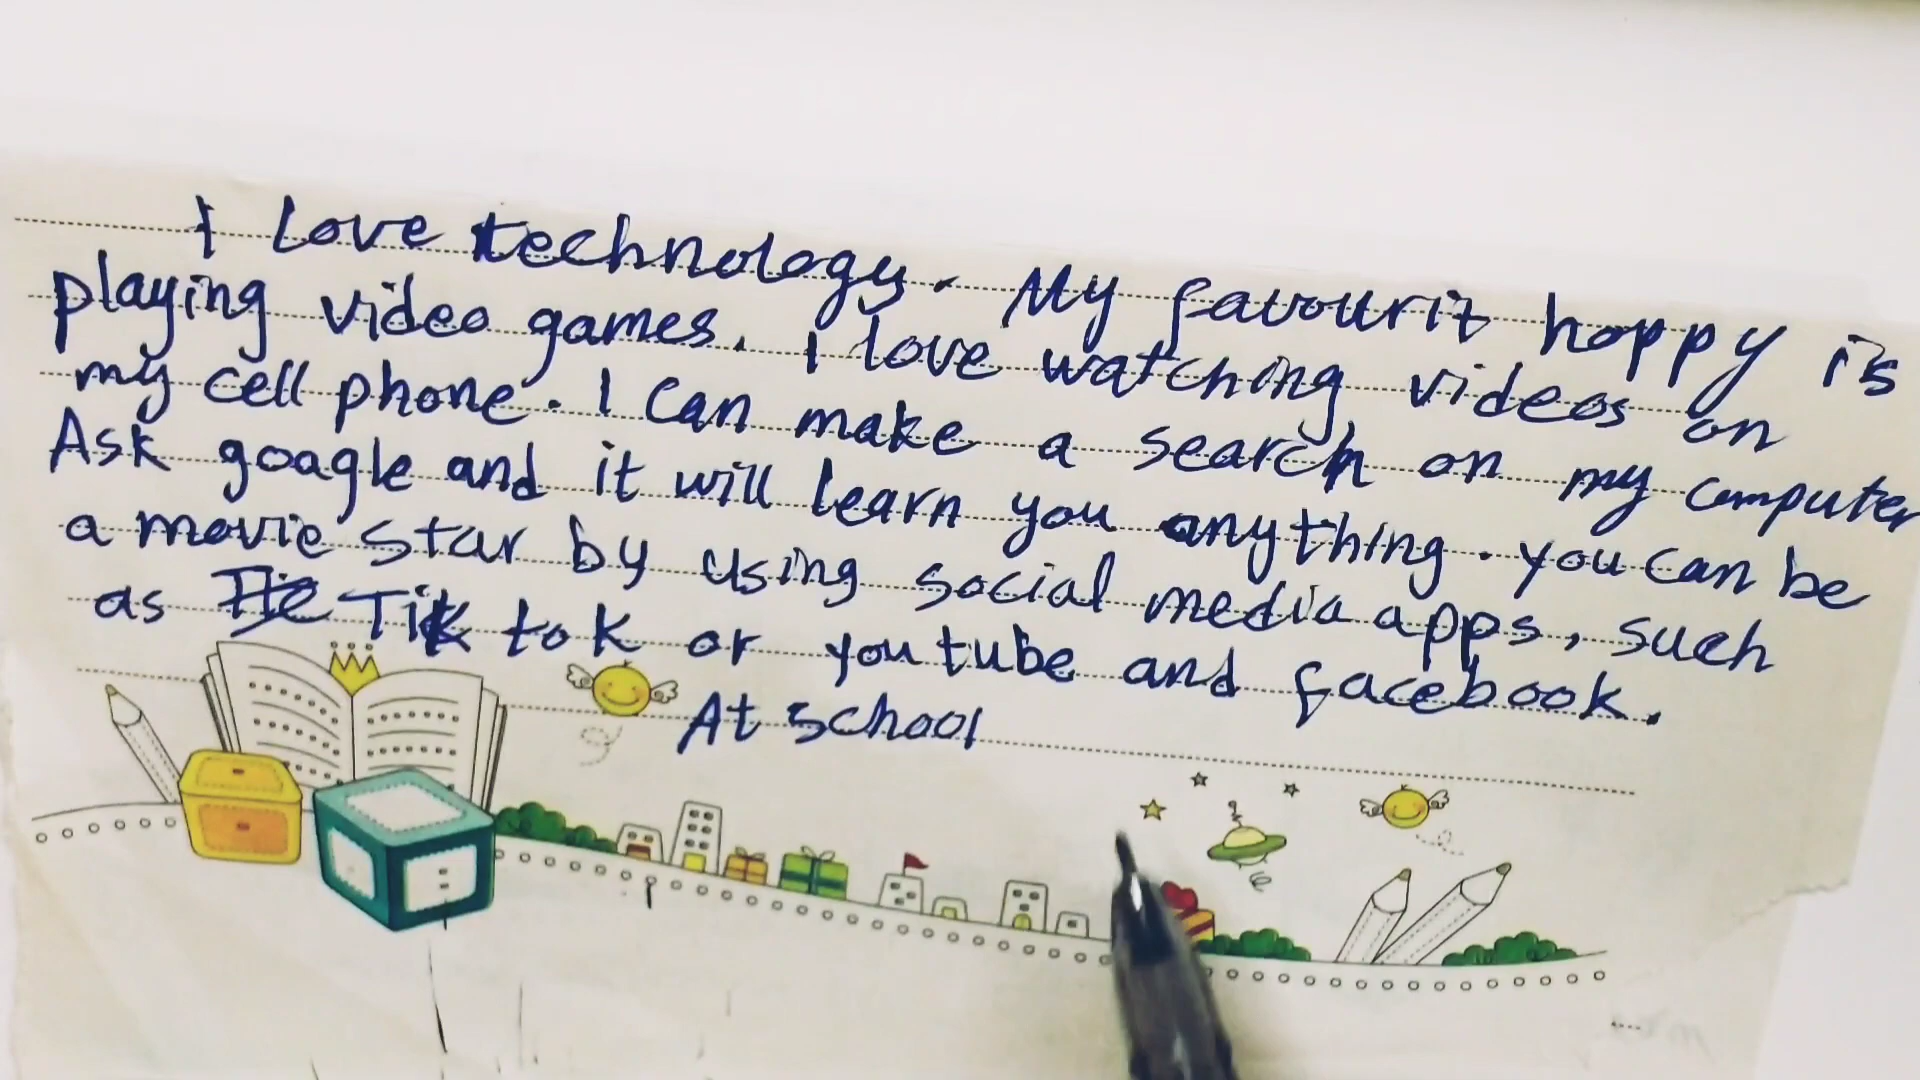 I Love technology. My favourit hoppy is
playing video games. I love watching videos on
my cell phone. I can make a search on my computer
Ask goagle and it will learn you anything. you can be
a movie star by using social media apps, such
as Tik tok or youtube and facebook.
At school